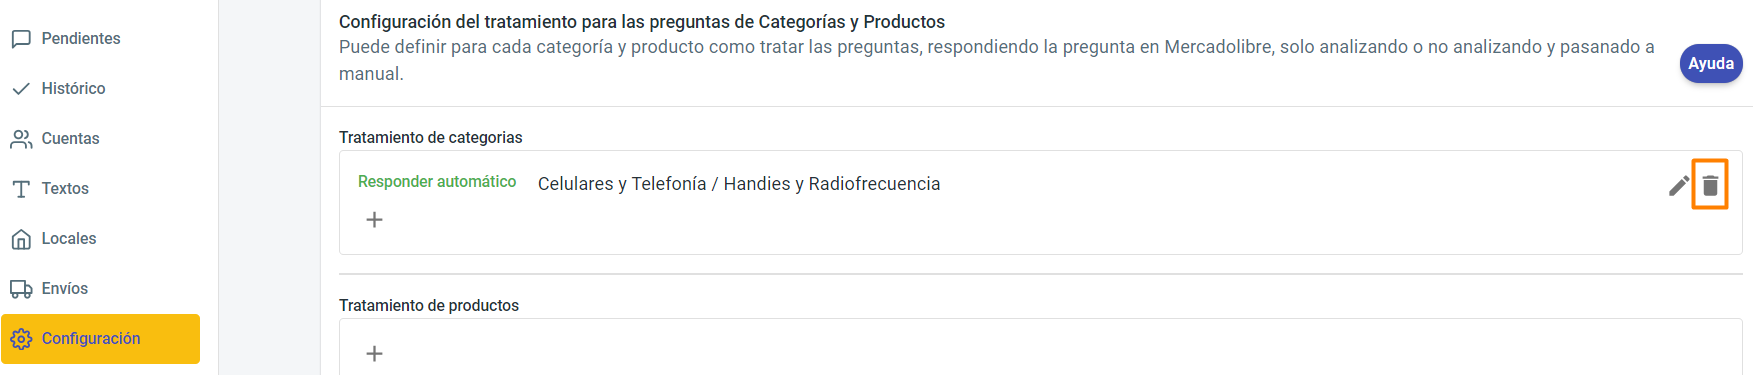 Pendientes
Histórico
Cuentas
Textos
Locales
Envíos
Configuración
Configuración del tratamiento para las preguntas de Categorías y Productos
Puede definir para cada categoría y producto como tratar las preguntas, respondiendo la pregunta en Mercadolibre, solo analizando o no analizando y pasanado a
manual.
Ayuda
Tratamiento de categorias
Responder automático Celulares y Telefonía / Handies y Radiofrecuencia
Tratamiento de productos